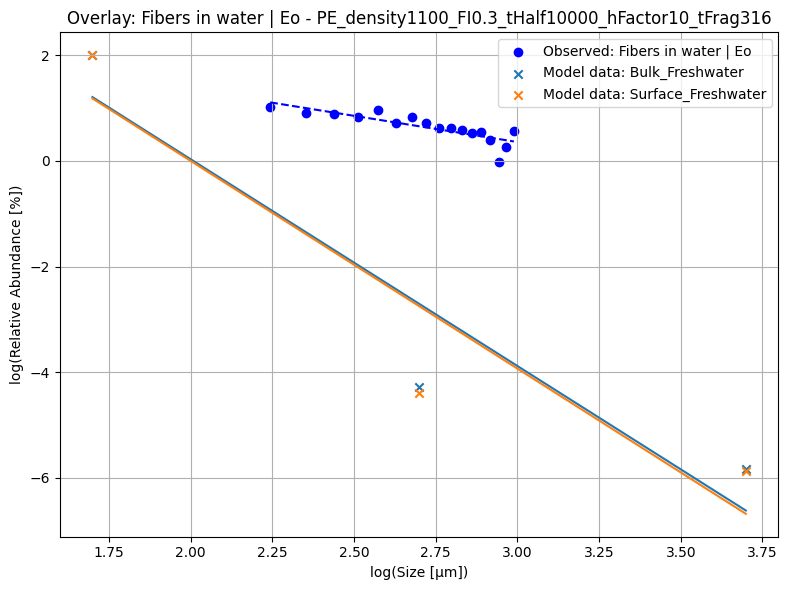 Overlay: Fibers in water | Eo - PE_density1100_FI0.3_tHalf10000_hFactor10_tFrag316
Observed: Fibers in water | Eo
Model data: Bulk_Freshwater
Model data: Surface_Freshwater
log(Relative Abundance [%])
2
0
−2
−4
−6
1.75
2.00
2.25
2.50
2.75
3.00
3.25
3.50
3.75
log(Size [µm])